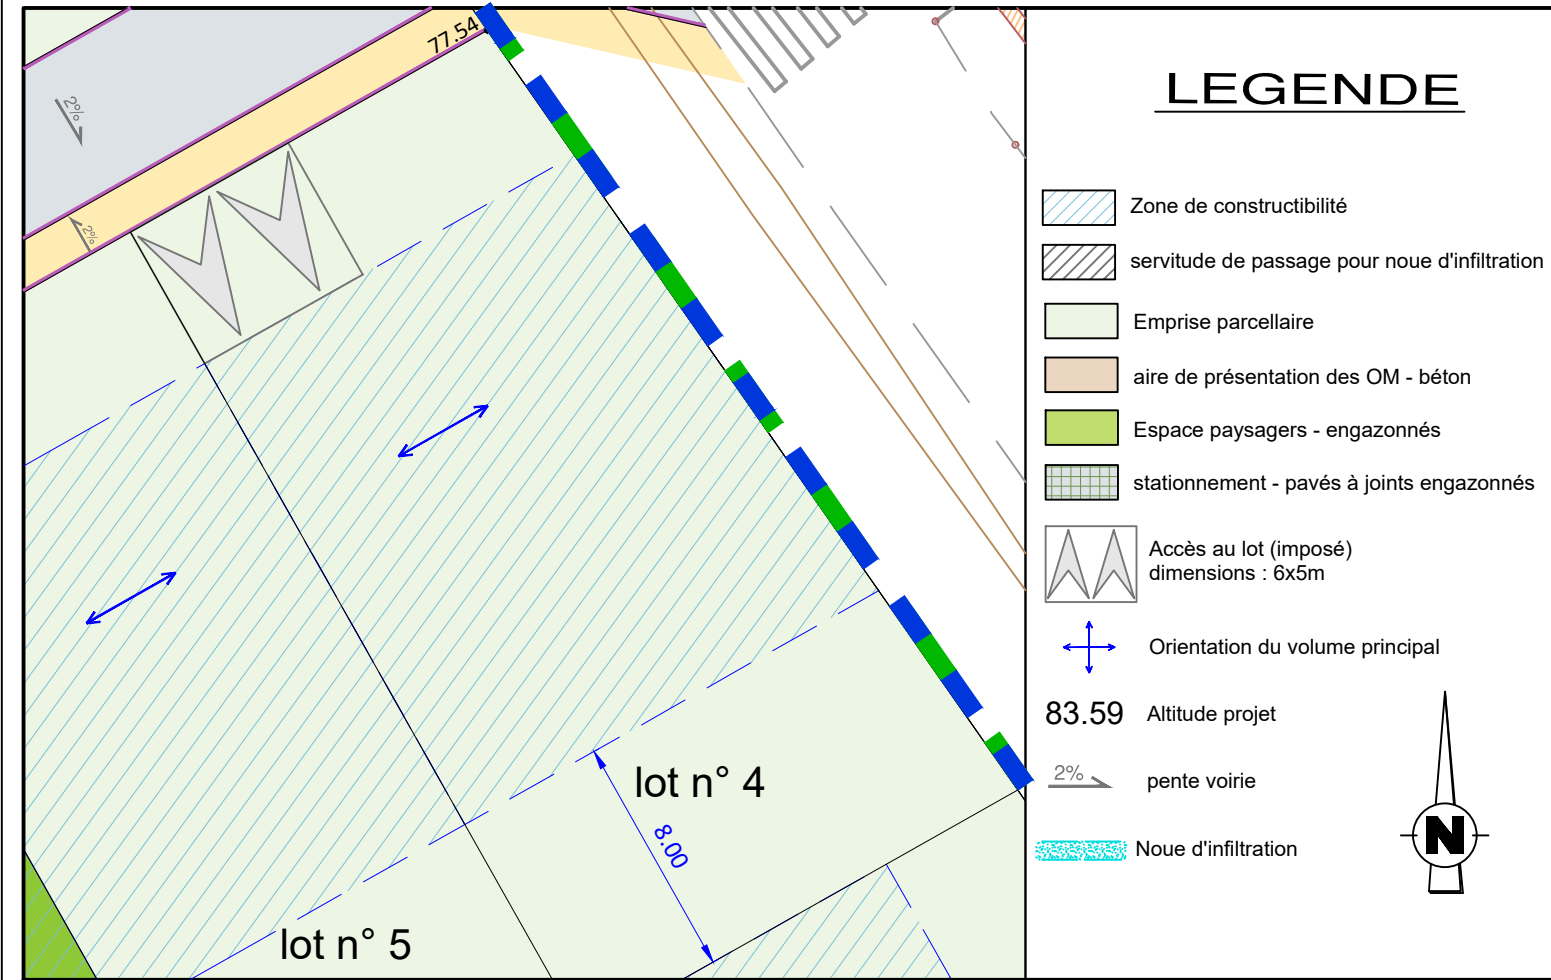 77.54
2%
2%
lot n° 4
8.00
lot n° 5
LEGENDE
Zone de constructibilité
servitude de passage pour noue d'infiltration
Emprise parcellaire
aire de présentation des OM - béton
Espace paysagers - engazonnés
stationnement - pavés à joints engazonnés
Accès au lot (imposé)
dimensions : 6x5m
Orientation du volume principal
83.59 Altitude projet
2% pente voirie
Noue d'infiltration
N